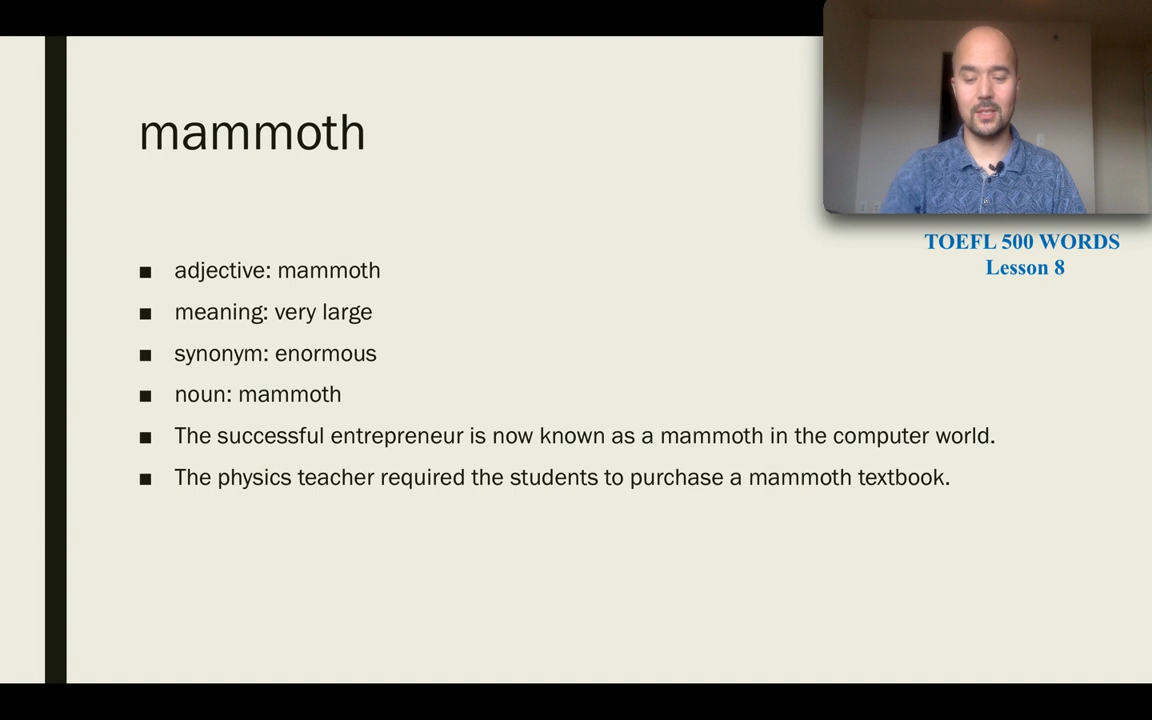 mammoth
TOEFL 500 WORDS
Lesson 8
■ adjective: mammoth
■ meaning: very large
■ synonym: enormous
■ noun: mammoth
■ The successful entrepreneur is now known as a mammoth in the computer world.
■ The physics teacher required the students to purchase a mammoth textbook.